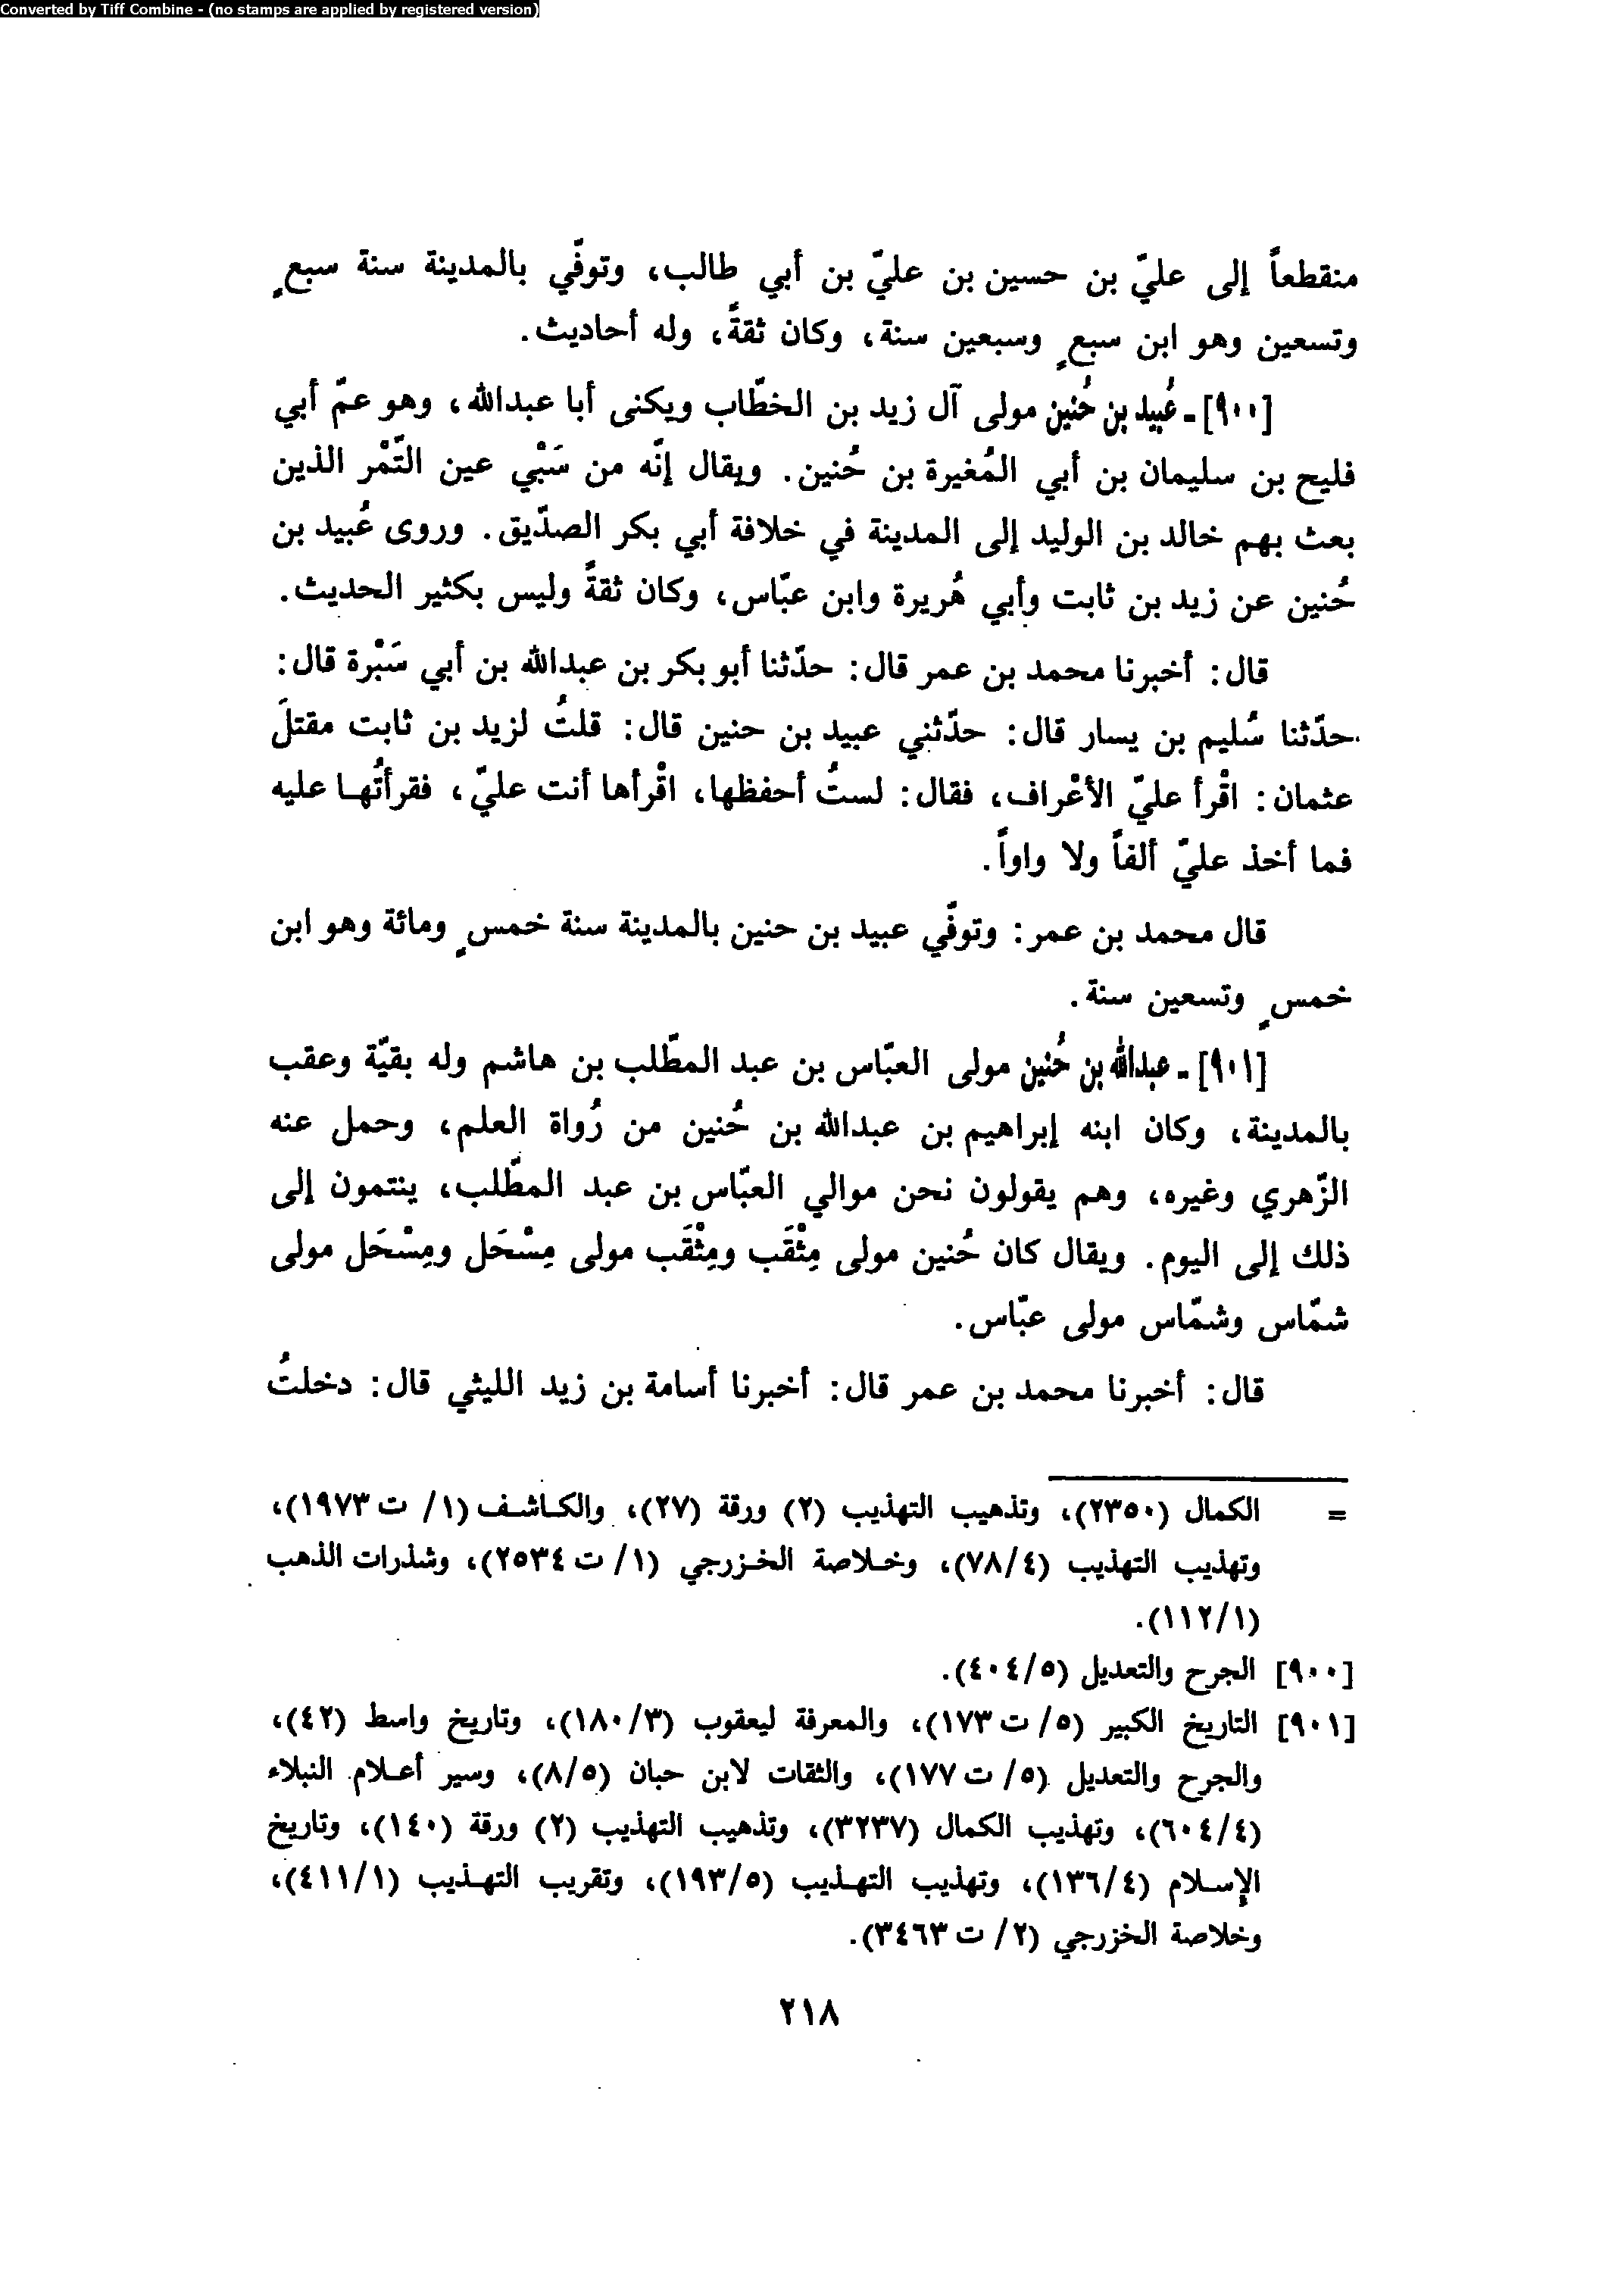 Converted by Tiff Combine - (no stamps are applied by registered version)
منقطعاً إلى عليّ بن حسين بن عليّ بن أبي طالب، وتوفّي بالمدينة سنة سبعٍ
وتسعين وهو ابن سبعٍ وسبعين سنة، وكان ثقةً، وله أحاديث.
[٩٠٠] ـ عُبيد بن حُنين مولى آل زيد بن الخطّاب ويكنى أبا عبدالله، وهو عمّ أبي
فليح بن سليمان بن أبي المُغيرة بن حُنين. ويقال إنّه من سَبْي عين التّمْر الذين
بعث بهم خالد بن الوليد إلى المدينة في خلافة أبي بكر الصدّيق. وروى عُبيد بن
حُنين عن زيد بن ثابت وأبي هُريرة وابن عبّاس، وكان ثقةً وليس بكثير الحديث.
قال: أخبرنا محمد بن عمر قال: حدّثنا أبو بكر بن عبدالله بن أبي سَبْرة قال:
حدّثنا سُليم بن يسار قال: حدّثني عبيد بن حنين قال: قلتُ لزيد بن ثابت مقتلَ
عثمان: اقْرأ عليّ الأعْراف، فقال: لستُ أحفظها، اقْرأها أنت عليّ، فقرأتُها عليه
فما أخذ عليّ ألفاً ولا واواً.
قال محمد بن عمر: وتوفّي عبيد بن حنين بالمدينة سنة خمسٍ ومائة وهو ابن
خمسٍ وتسعين سنة.
[٩٠١] ـ عبدالله بن حُنين مولى العبّاس بن عبد المطّلب بن هاشم وله بقيّة وعقب
بالمدينة، وكان ابنه إبراهيم بن عبدالله بن حُنين من رُواة العلم، وحمل عنه
الزّهري وغيره، وهم يقولون نحن موالي العبّاس بن عبد المطّلب، ينتمون إلى
ذلك إلى اليوم. ويقال كان حُنين مولى مِثْقَب ومِثْقَب مولى مِسْحَل ومِسْحَل مولى
شمّاس وشمّاس مولى عبّاس.
قال: أخبرنا محمد بن عمر قال: أخبرنا أسامة بن زيد الليثي قال: دخلتُ
= الكمال (٢٣٥٠)، وتذهيب التهذيب (٢) ورقة (٢٧)، والكاشف (١/ ت ١٩٧٣)،
وتهذيب التهذيب (٧٨/٤)، وخلاصة الخزرجي (١/ ت ٢٥٣٤)، وشذرات الذهب
(١١٢/١).
[٩٠٠] الجرح والتعديل (٤٠٤/٥).
[٩٠١] التاريخ الكبير (٥/ ت ١٧٣)، والمعرفة ليعقوب (١٨٠/٣)، وتاريخ واسط (٤٢)،
والجرح والتعديل (٥/ ت ١٧٧)، والثقات لابن حبان (٨/٥)، وسير أعلام النبلاء
(٦٠٤/٤)، وتهذيب الكمال (٣٢٣٧)، وتذهيب التهذيب (٢) ورقة (١٤٠)، وتاريخ
الإسلام (١٣٦/٤)، وتهذيب التهذيب (١٩٣/٥)، وتقريب التهذيب (٤١١/١)،
وخلاصة الخزرجي (٢/ ت ٣٤٦٣).
٢١٨